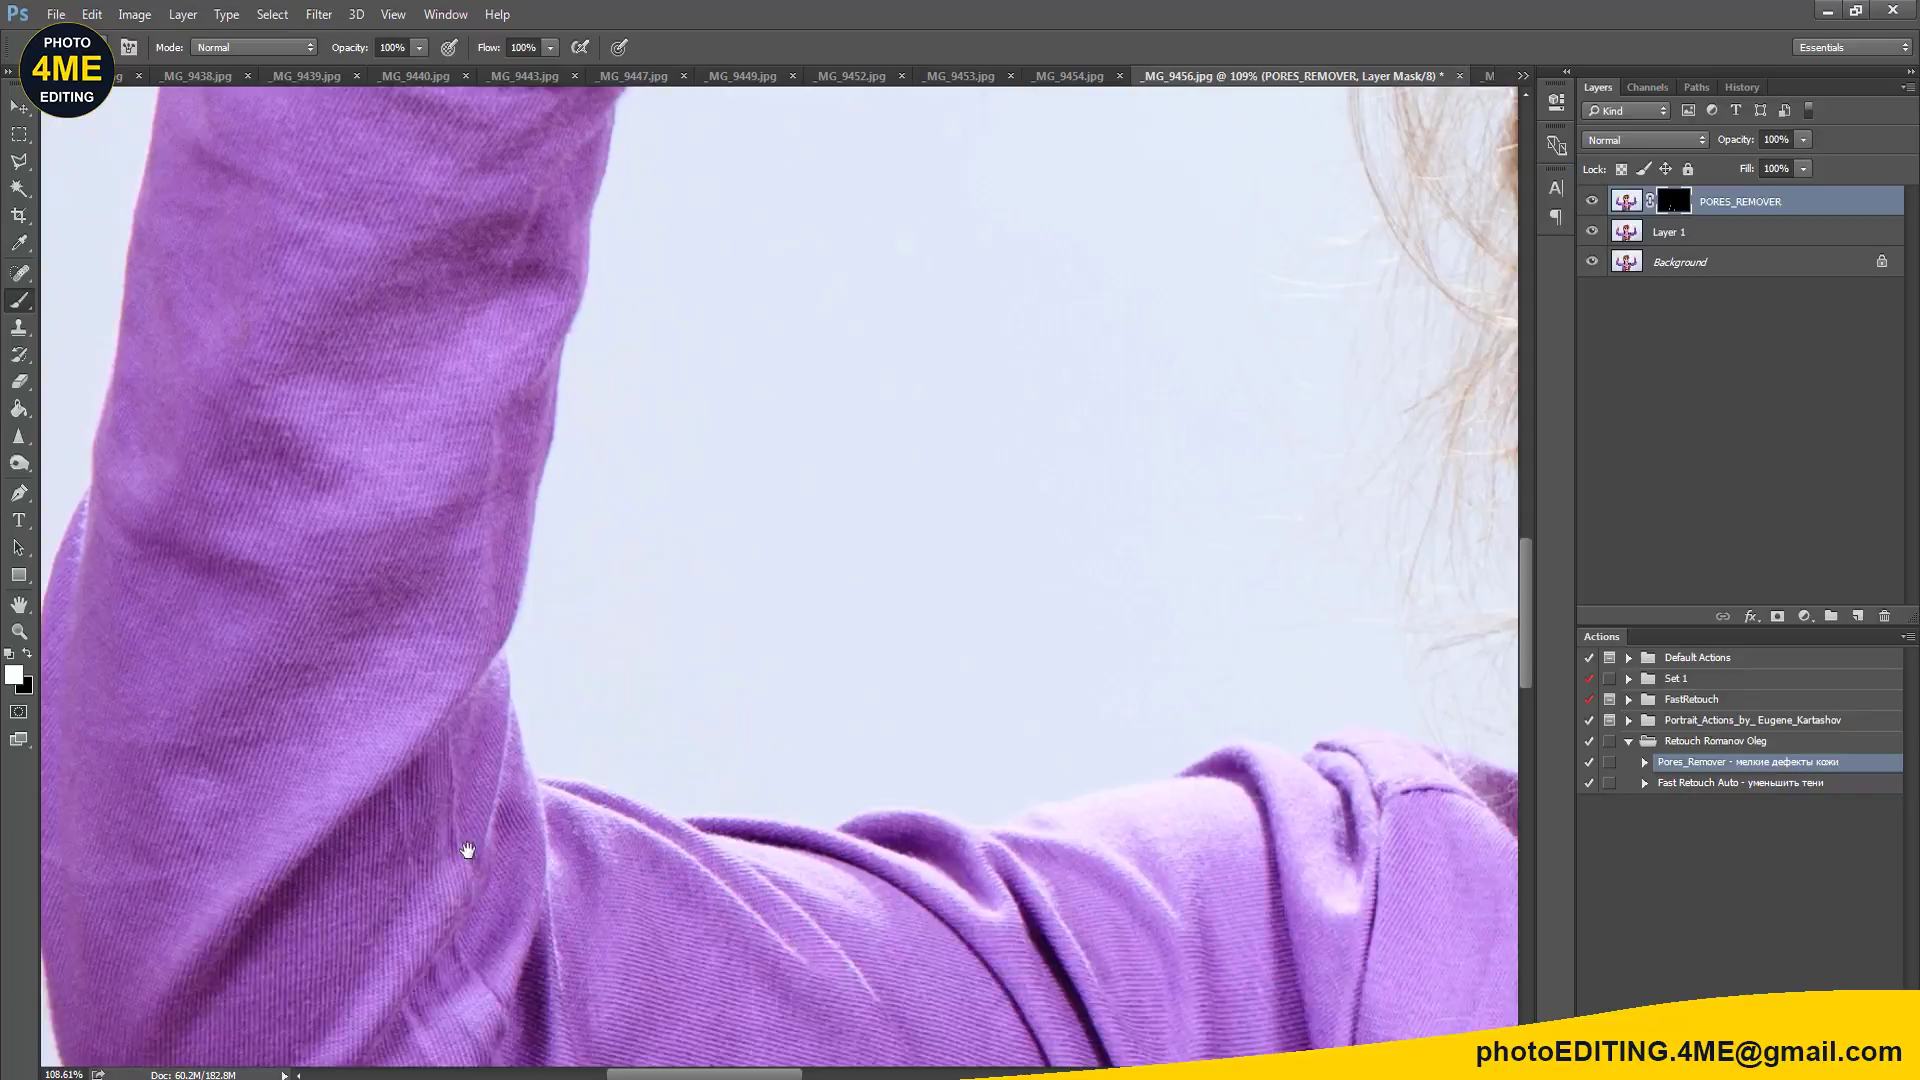 Ps File Edit Image Layer Type Select Filter 3D View Window Help
PHOTO
4ME
EDITING
Mode: Normal Opacity: 100% Flow: 100% Essentials
_MG_9438.jpg × _MG_9439.jpg × _MG_9440.jpg × _MG_9443.jpg × _MG_9447.jpg × _MG_9449.jpg × _MG_9452.jpg × _MG_9453.jpg × _MG_9454.jpg × _MG_9456.jpg @ 109% (PORES_REMOVER, Layer Mask/8) * ×
Layers Channels Paths History
Kind
Normal Opacity: 100%
Lock: Fill: 100%
PORES_REMOVER
Layer 1
Background
Actions
Default Actions
Set 1
FastRetouch
Portrait_Actions_by_ Eugene_Kartashov
Retouch Romanov Oleg
Pores_Remover - мелкие дефекты кожи
Fast Retouch Auto - уменьшить тени
photoEDITING.4ME@gmail.com
108.61% Doc: 60.2M/182.8M